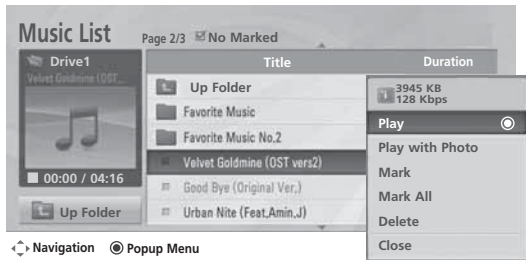 Music List Page 2/3 No Marked
Drive1
Velvet Goldmine (OST...
00:00 / 04:16
Up Folder
Title Duration
Up Folder
Favorite Music
Favorite Music No.2
Velvet Goldmine (OST vers2)
Good Bye (Original Ver.)
Urban Nite (Feat.Amin.J)
3945 KB
128 Kbps
Play
Play with Photo
Mark
Mark All
Delete
Close
Navigation Popup Menu